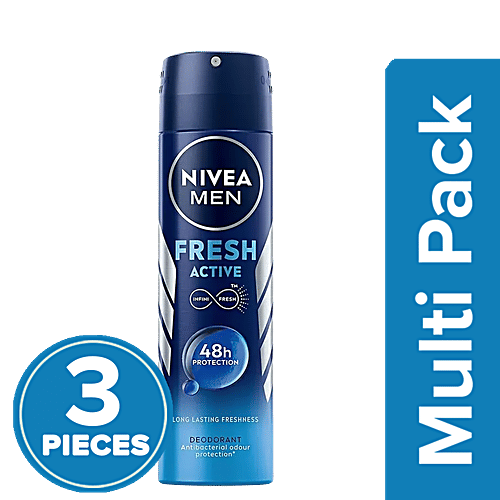 NIVEA
MEN
FRESH
ACTIVE
INFINI FRESH TM
48h
PROTECTION
LONG-LASTING FRESHNESS
DEODORANT
Antibacterial odour
protection*
3
PIECES
Multi Pack